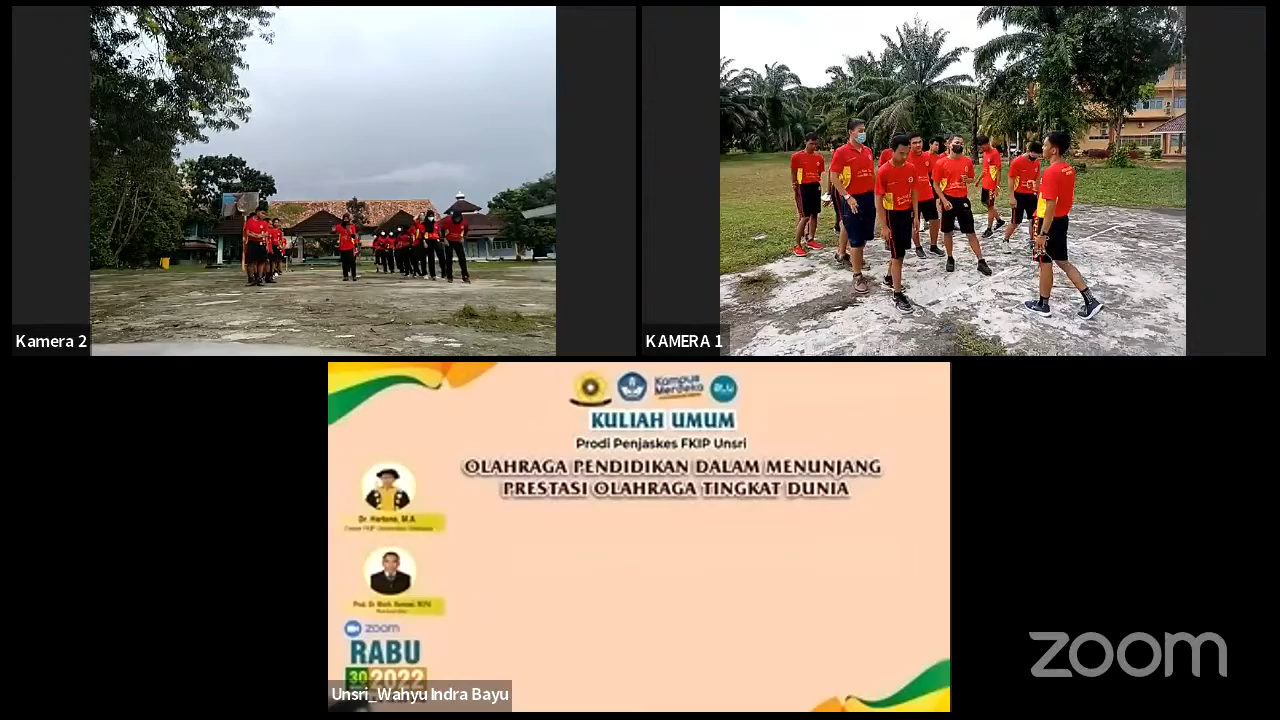 Kamera 2
KAMERA 1
Kampus
Merdeka
KULIAH UMUM
Prodi Penjaskes FKIP Unsri
OLAHRAGA PENDIDIKAN DALAM MENUNJANG
PRESTASI OLAHRAGA TINGKAT DUNIA
Dr. Hartono, M.A.
zoom
RABU
30 2022
Unsri_Wahyu Indra Bayu
zoom